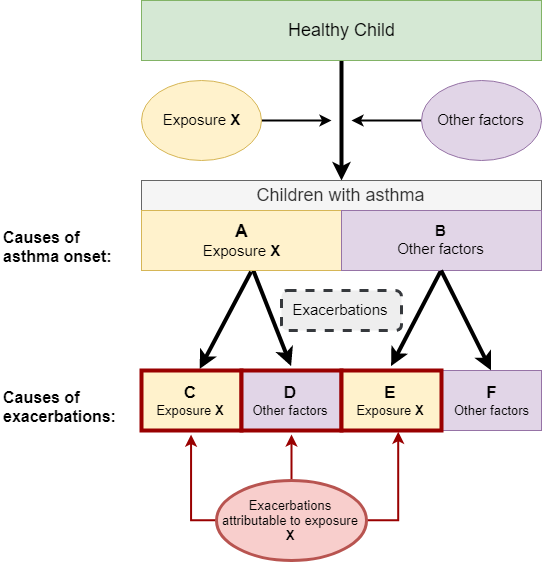 Healthy Child
Exposure X
Other factors
Children with asthma
Causes of
asthma onset:
A
Exposure X
B
Other factors
Exacerbations
Causes of
exacerbations:
C
Exposure X
D
Other factors
E
Exposure X
F
Other factors
Exacerbations
attributable to exposure
X